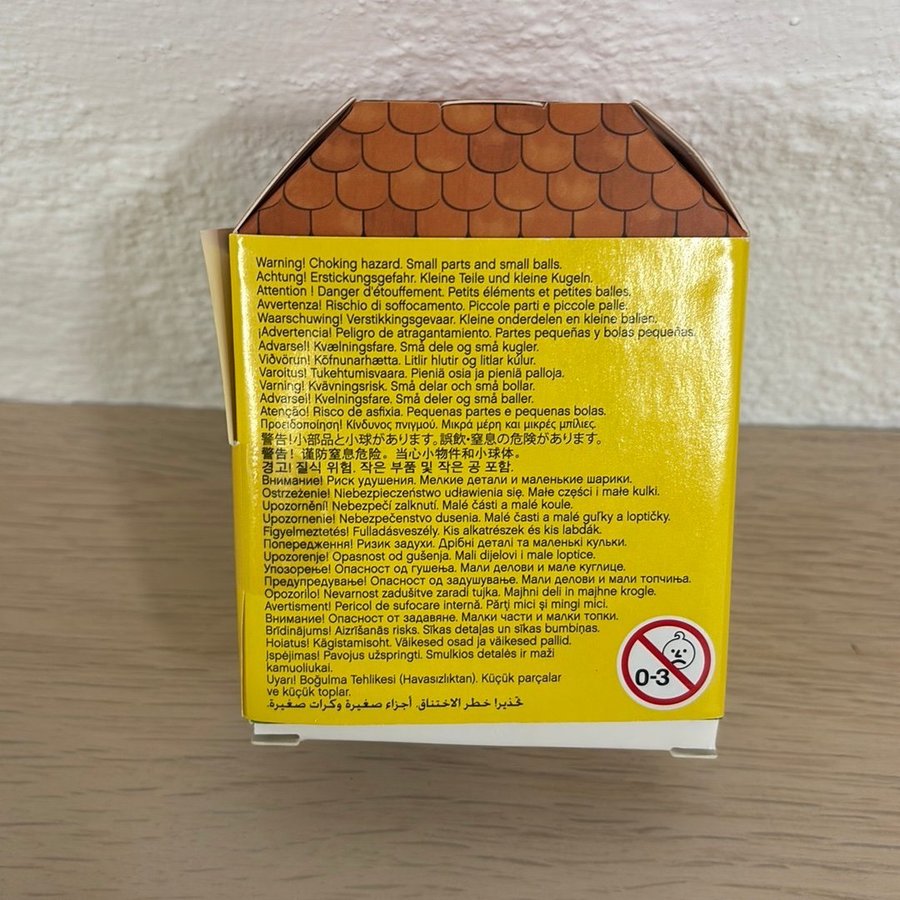 Warning! Choking hazard. Small parts and small balls.
Achtung! Erstickungsgefahr. Kleine Teile und kleine Kugeln.
Attention ! Danger d'étouffement. Petits éléments et petites balles.
Avvertenza! Rischio di soffocamento. Piccole parti e piccole palle.
Waarschuwing! Verstikkingsgevaar. Kleine onderdelen en kleine ballen.
¡Advertencia! Peligro de atragantamiento. Partes pequeñas y bolas pequeñas.
Advarsel! Kvælningsfare. Små dele og små kugler.
Viðvörun! Köfnunarhætta. Litlir hlutir og litlar kúlur.
Varoitus! Tukehtumisvaara. Pieniä osia ja pieniä palloja.
Varning! Kvävningsrisk. Små delar och små bollar.
Advarsel! Kvelningsfare. Små deler og små baller.
Atenção! Risco de asfixia. Pequenas partes e pequenas bolas.
Προειδοποίηση! Κίνδυνος πνιγμού. Μικρά μέρη και μικρές μπίλιες.
警告!小部品と小球があります。誤飲・窒息の危険があります。
警告! 谨防窒息危险。当心小物件和小球体。
경고! 질식 위험. 작은 부품 및 작은 공 포함.
Внимание! Риск удушения. Мелкие детали и маленькие шарики.
Ostrzeżenie! Niebezpieczeństwo udławienia się. Małe części i małe kulki.
Upozornění! Nebezpečí zalknutí. Malé části a malé koule.
Upozornenie! Nebezpečenstvo dusenia. Malé časti a malé guľky a loptičky.
Figyelmeztetés! Fulladásveszély. Kis alkatrészek és kis labdák.
Попередження! Ризик задухи. Дрібні деталі та маленькі кульки.
Upozorenje! Opasnost od gušenja. Mali dijelovi i male loptice.
Упозорење! Опасност од гушења. Мали делови и мале куглице.
Предупредување! Опасност од задушување. Мали делови и мали топчиња.
Opozorilo! Nevarnost zadušitve zaradi tujka. Majhni deli in majhne krogle.
Avertisment! Pericol de sufocare internă. Părţi mici şi mingi mici.
Внимание! Опасност от задавяне. Малки части и малки топки.
Brīdinājums! Aizrīšanās risks. Sīkas detaļas un sīkas bumbiņas.
Hoiatus! Kägistamisoht. Väikesed osad ja väikesed pallid.
Įspėjimas! Pavojus užspringti. Smulkios detalės ir maži
kamuoliukai.
Uyarı! Boğulma Tehlikesi (Havasızlıktan). Küçük parçalar
ve küçük toplar.
تحذير! خطر الاختناق. أجزاء صغيرة وكرات صغيرة.
0-3